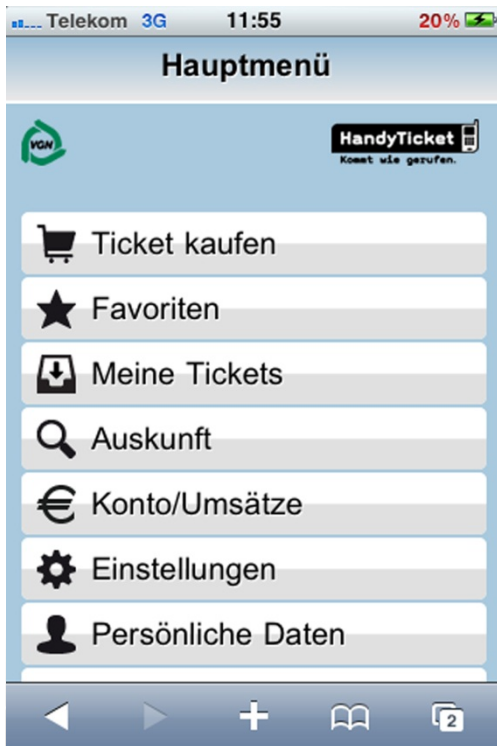 Telekom 3G 11:55 20%
Hauptmenü
VGN
HandyTicket
Kommt wie gerufen.
Ticket kaufen
Favoriten
Meine Tickets
Auskunft
Konto/Umsätze
Einstellungen
Persönliche Daten
2